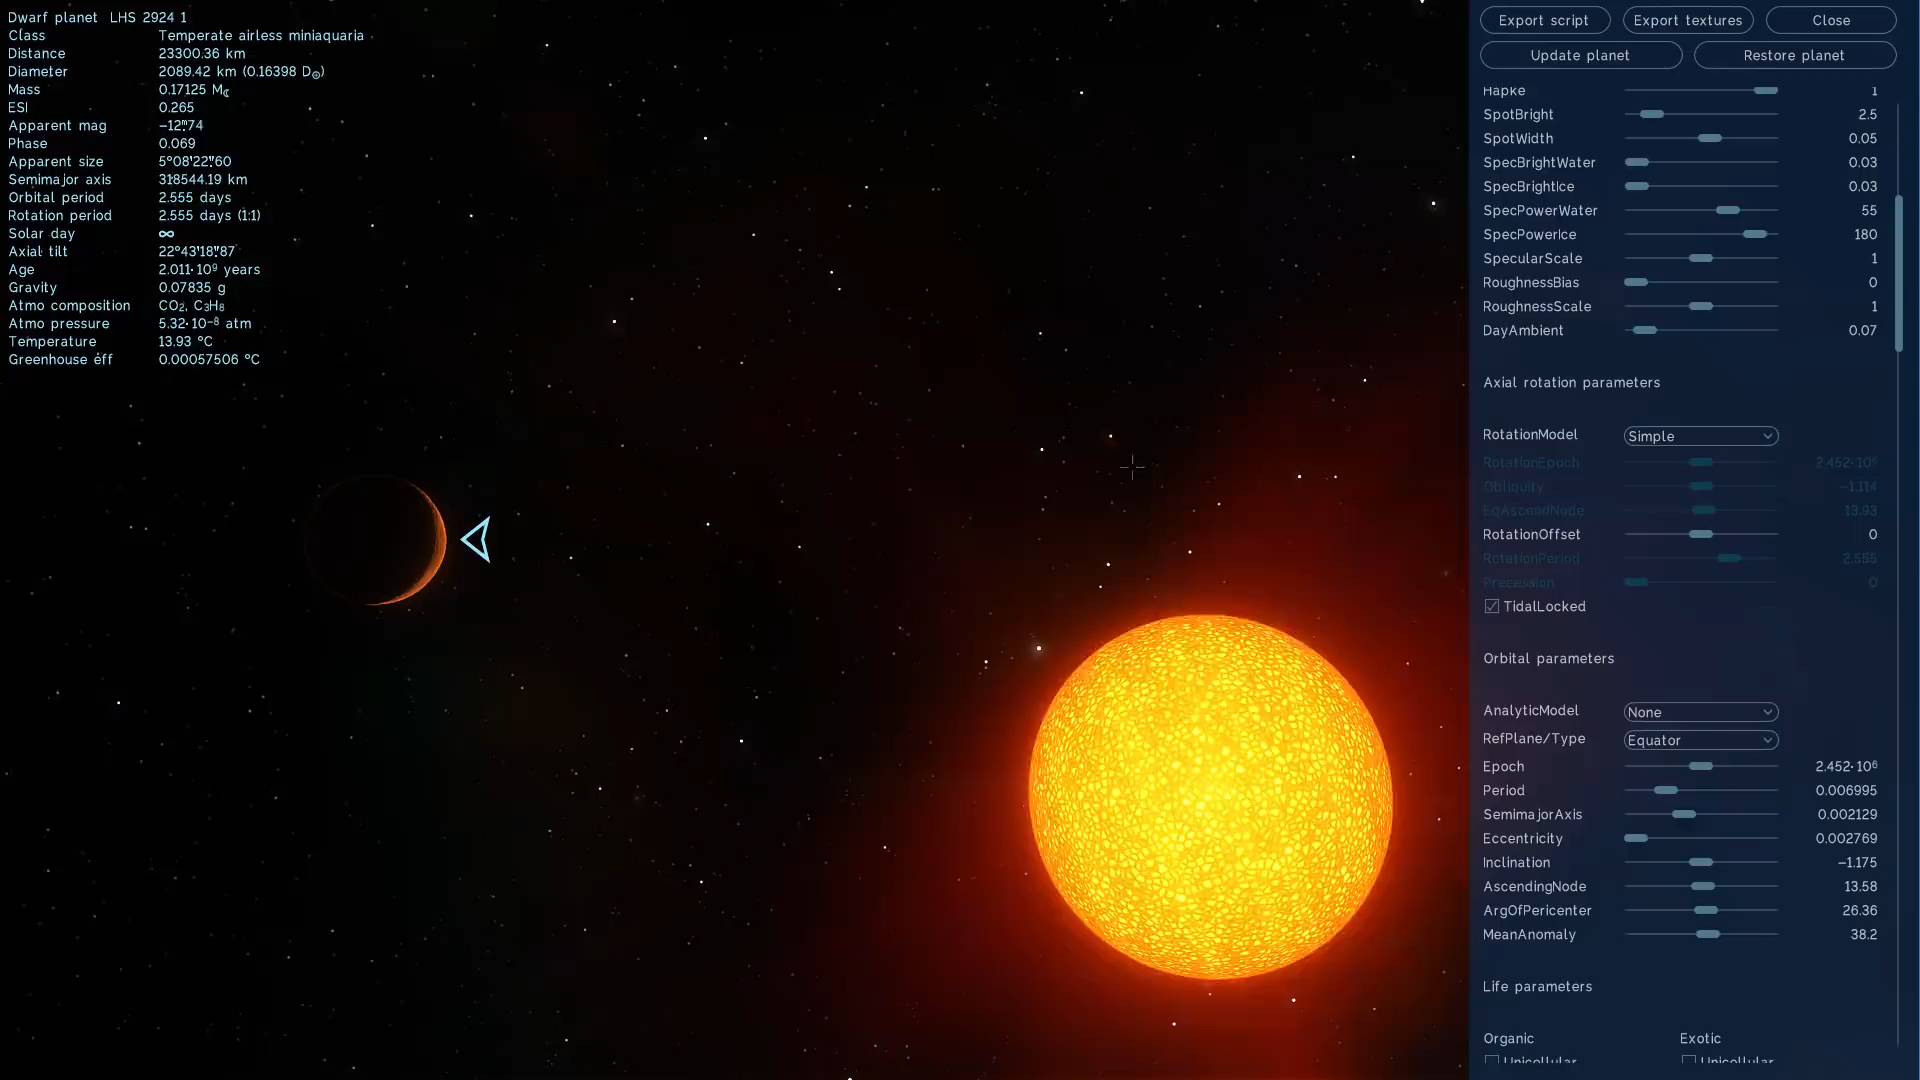 Dwarf planet LHS 2924 1
Class Temperate airless miniaquaria
Distance 23300.36 km
Diameter 2089.42 km (0.16398 D⊕)
Mass 0.17125 M☾
ESI 0.265
Apparent mag −12ᵐ.74
Phase 0.069
Apparent size 5°08'22".60
Semimajor axis 318544.19 km
Orbital period 2.555 days
Rotation period 2.555 days (1:1)
Solar day ∞
Axial tilt 22°43'18".87
Age 2.011·10⁹ years
Gravity 0.07835 g
Atmo composition CO₂, C₃H₈
Atmo pressure 5.32·10⁻⁸ atm
Temperature 13.93 °C
Greenhouse eff 0.00057506 °C
Export script Export textures Close
Update planet Restore planet
Hapke 1
SpotBright 2.5
SpotWidth 0.05
SpecBrightWater 0.03
SpecBrightIce 0.03
SpecPowerWater 55
SpecPowerIce 180
SpecularScale 1
RoughnessBias 0
RoughnessScale 1
DayAmbient 0.07
Axial rotation parameters
RotationModel Simple
RotationEpoch 2.452·10⁶
Obliquity −1.114
EqAscendNode 13.93
RotationOffset 0
RotationPeriod 2.555
Precession 0
TidalLocked
Orbital parameters
AnalyticModel None
RefPlane/Type Equator
Epoch 2.452·10⁶
Period 0.006995
SemimajorAxis 0.002129
Eccentricity 0.002769
Inclination −1.175
AscendingNode 13.58
ArgOfPericenter 26.36
MeanAnomaly 38.2
Life parameters
Organic Exotic
Unicellular Unicellular